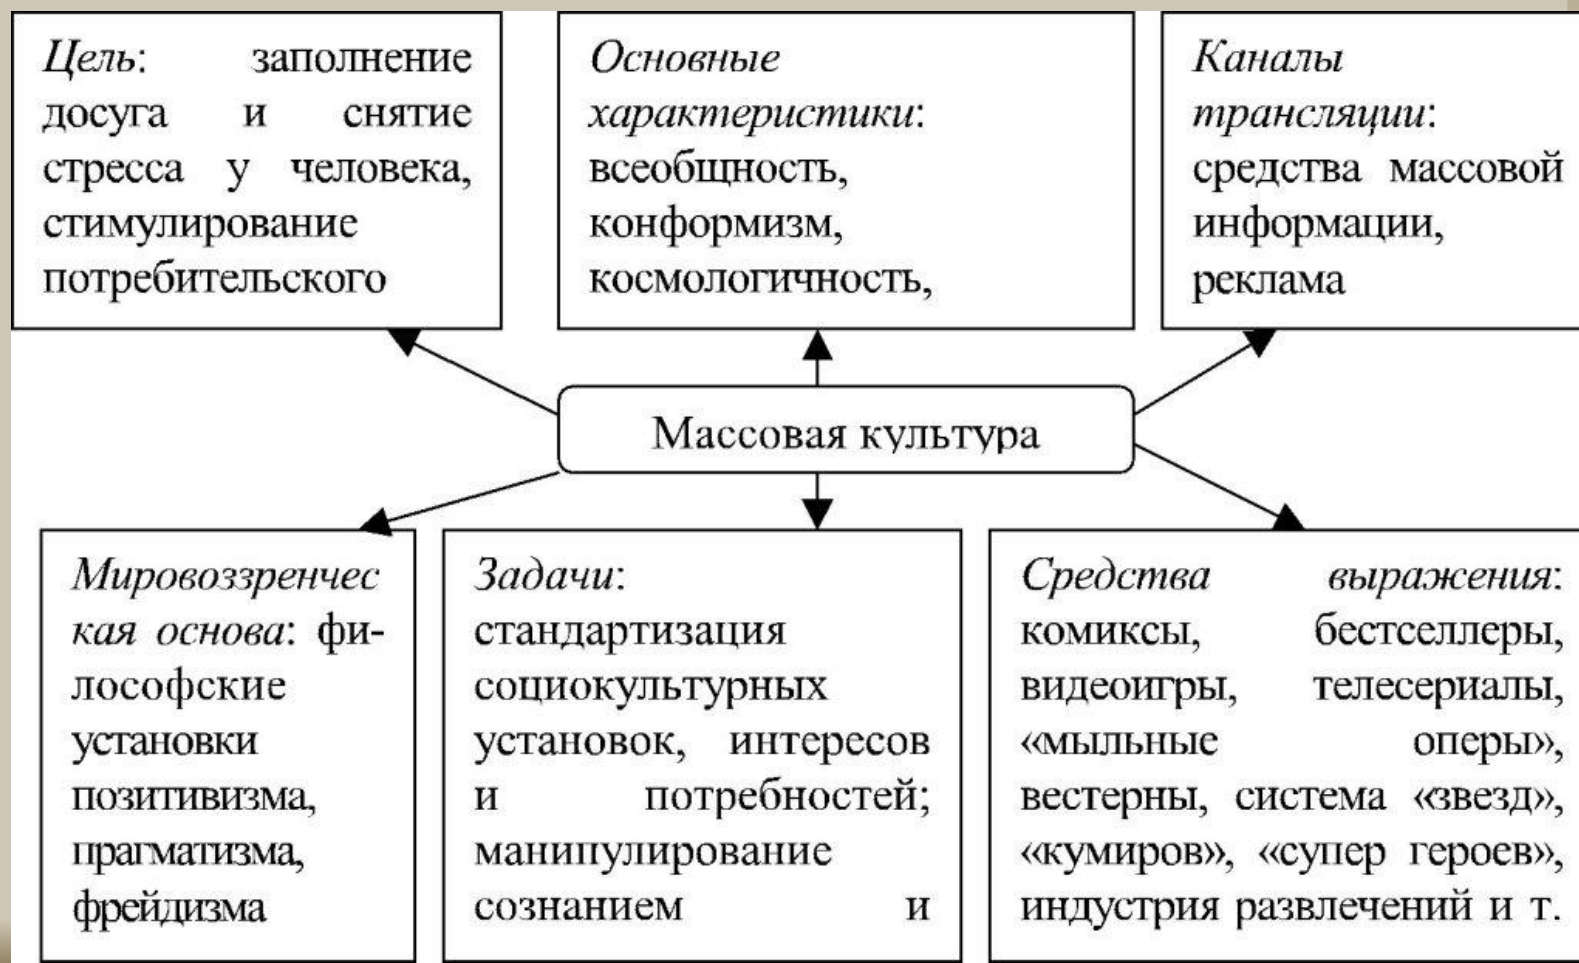 Цель: заполнение
досуга и снятие
стресса у человека,
стимулирование
потребительского
Основные
характеристики:
всеобщность,
конформизм,
космологичность,
Каналы
трансляции:
средства массовой
информации,
реклама
Массовая культура
Мировоззренчес
кая основа: фи-
лософские
установки
позитивизма,
прагматизма,
фрейдизма
Задачи:
стандартизация
социокультурных
установок, интересов
и потребностей;
манипулирование
сознанием и
Средства выражения:
комиксы, бестселлеры,
видеоигры, телесериалы,
«мыльные оперы»,
вестерны, система «звезд»,
«кумиров», «супер героев»,
индустрия развлечений и т.